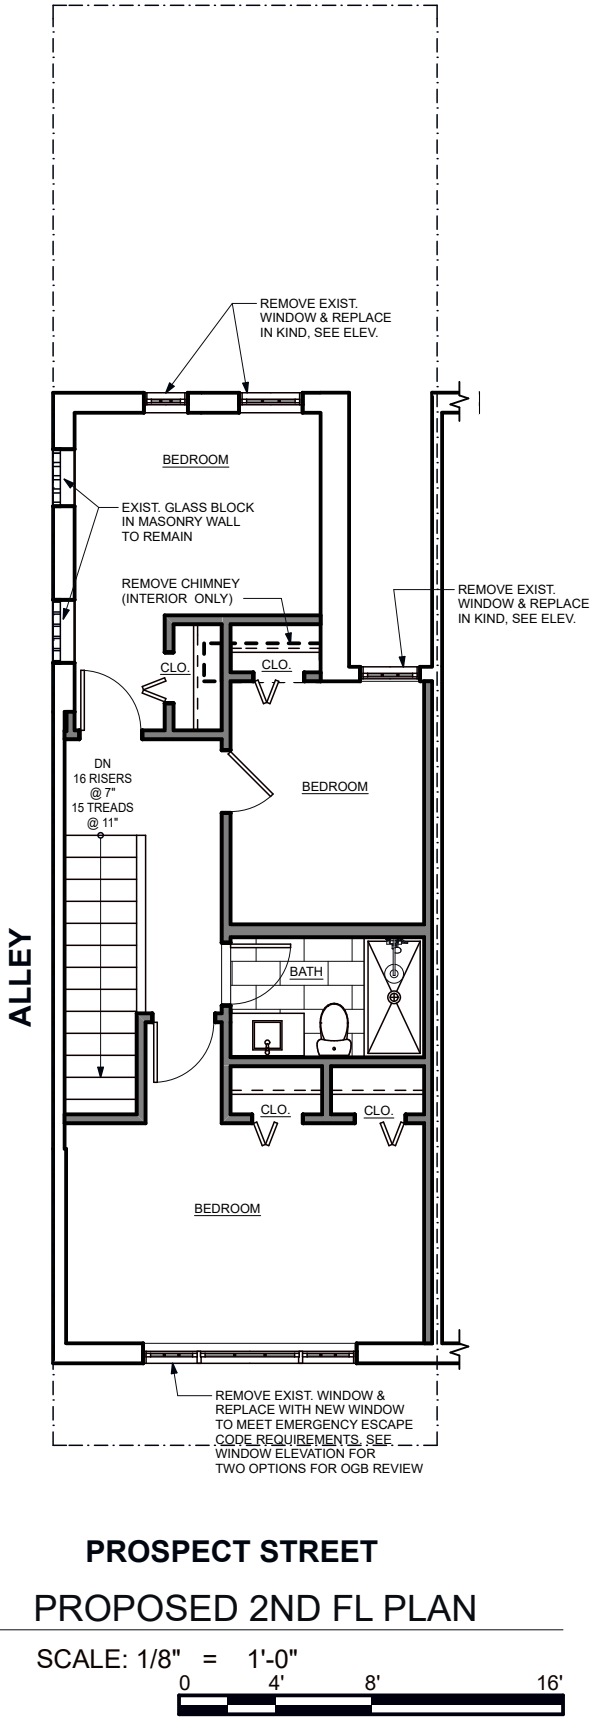 REMOVE EXIST.
WINDOW & REPLACE
IN KIND, SEE ELEV.
BEDROOM
EXIST. GLASS BLOCK
IN MASONRY WALL
TO REMAIN
REMOVE CHIMNEY
(INTERIOR ONLY)
REMOVE EXIST.
WINDOW & REPLACE
IN KIND, SEE ELEV.
CLO.
CLO.
DN
16 RISERS
@ 7"
15 TREADS
@ 11"
BEDROOM
ALLEY
BATH
CLO.
CLO.
BEDROOM
REMOVE EXIST. WINDOW &
REPLACE WITH NEW WINDOW
TO MEET EMERGENCY ESCAPE
CODE REQUIREMENTS. SEE
WINDOW ELEVATION FOR
TWO OPTIONS FOR OGB REVIEW
PROSPECT STREET
PROPOSED 2ND FL PLAN
SCALE: 1/8" = 1'-0"
0 4' 8' 16'